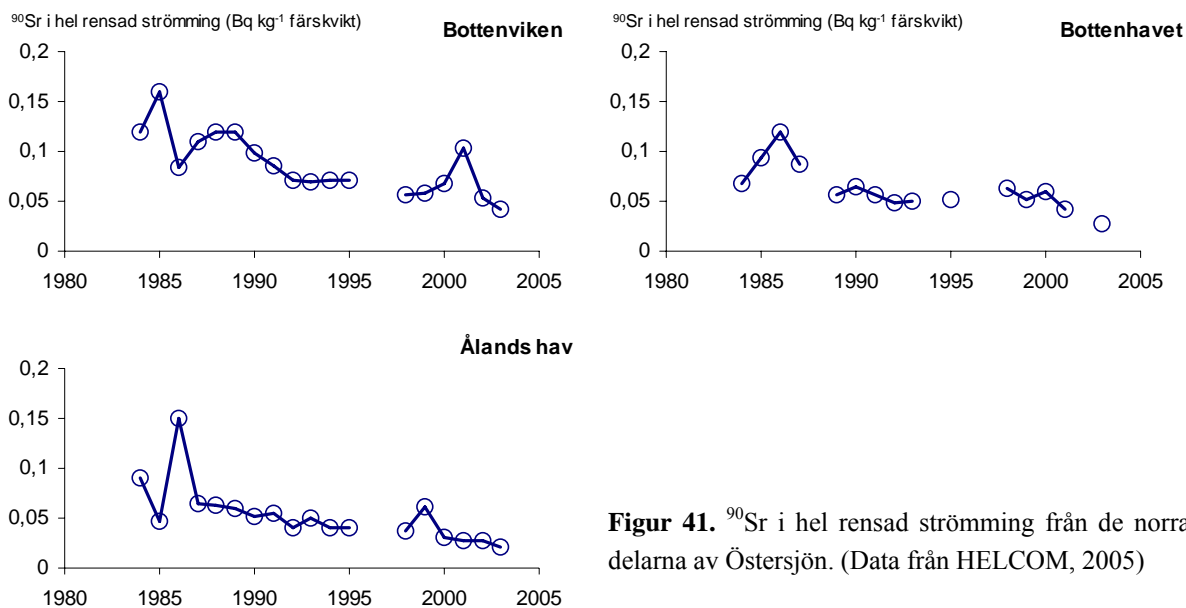 ⁹⁰Sr i hel rensad strömming (Bq kg⁻¹ färskvikt)
Bottenviken
0,2
0,15
0,1
0,05
0
1980 1985 1990 1995 2000 2005
⁹⁰Sr i hel rensad strömming (Bq kg⁻¹ färskvikt)
Bottenhavet
0,2
0,15
0,1
0,05
0
1980 1985 1990 1995 2000 2005
Ålands hav
0,2
0,15
0,1
0,05
0
1980 1985 1990 1995 2000 2005
Figur 41. ⁹⁰Sr i hel rensad strömming från de norra
delarna av Östersjön. (Data från HELCOM, 2005)